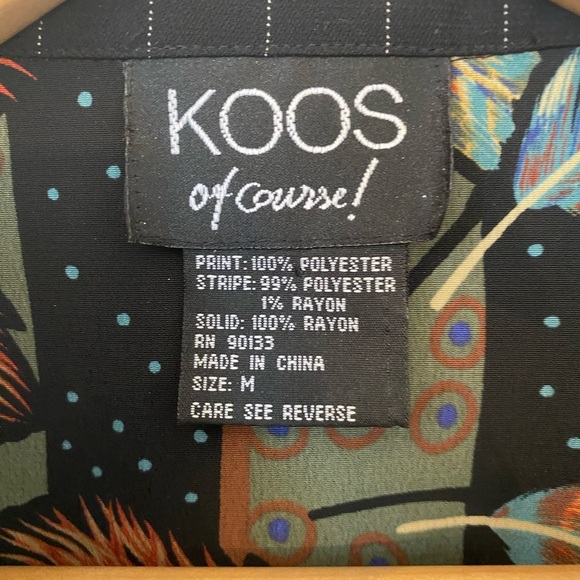 KOOS
of course!
PRINT: 100% POLYESTER
STRIPE: 99% POLYESTER
1% RAYON
SOLID: 100% RAYON
RN 90133
MADE IN CHINA
SIZE: M
CARE SEE REVERSE